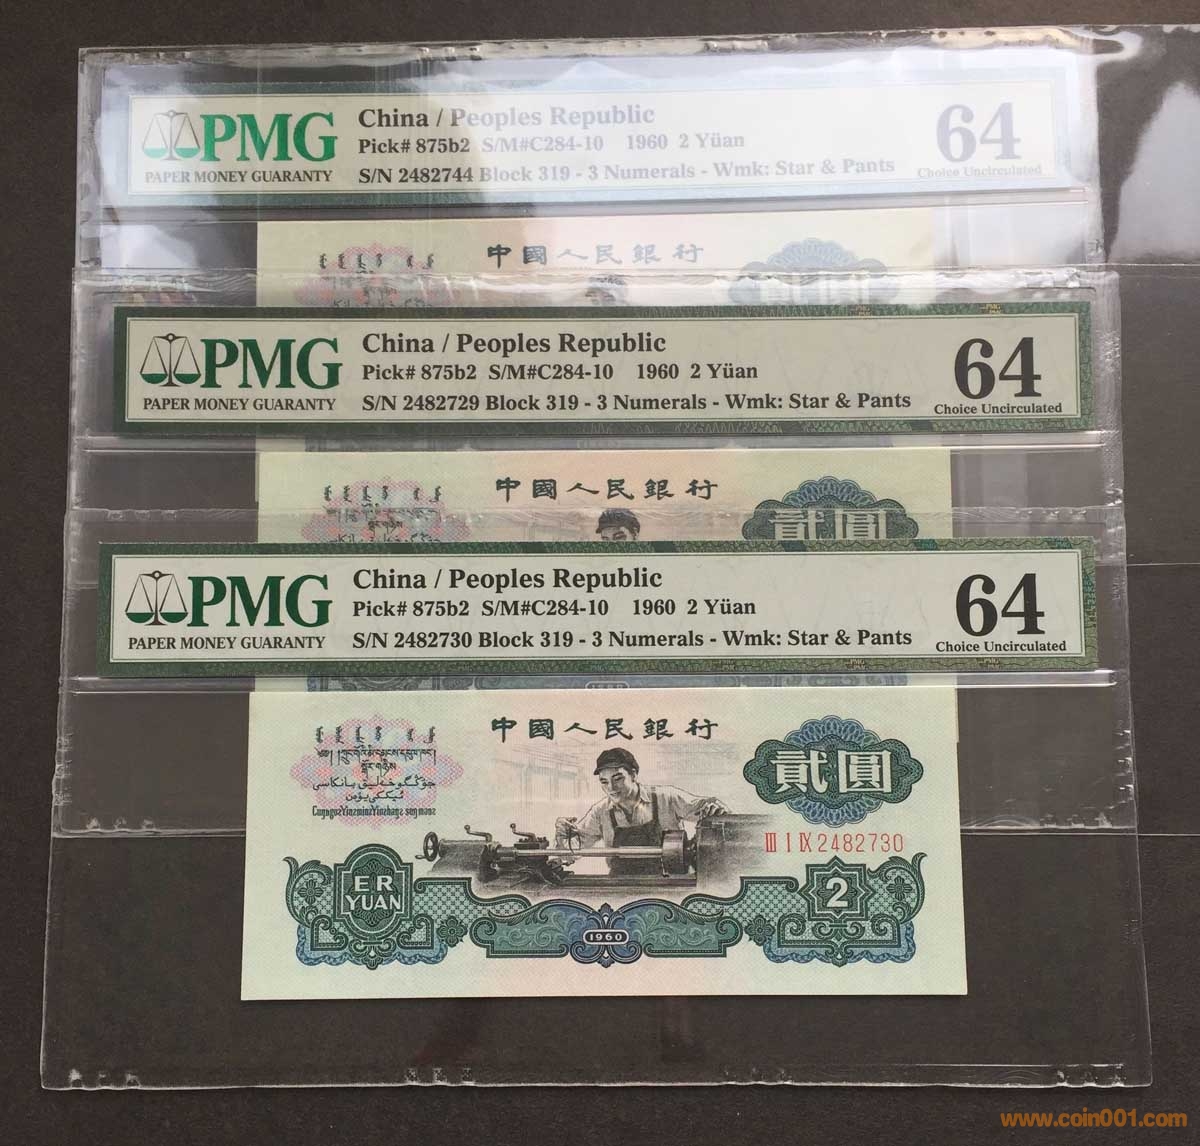 PMG
PAPER MONEY GUARANTY
China / Peoples Republic
Pick# 875b2 S/M#C284-10 1960 2 Yüan
S/N 2482744 Block 319 - 3 Numerals - Wmk: Star & Pants
64
Choice Uncirculated
中國人民銀行
PMG
PAPER MONEY GUARANTY
China / Peoples Republic
Pick# 875b2 S/M#C284-10 1960 2 Yüan
S/N 2482729 Block 319 - 3 Numerals - Wmk: Star & Pants
64
Choice Uncirculated
中國人民銀行
貳圓
PMG
PAPER MONEY GUARANTY
China / Peoples Republic
Pick# 875b2 S/M#C284-10 1960 2 Yüan
S/N 2482730 Block 319 - 3 Numerals - Wmk: Star & Pants
64
Choice Uncirculated
中國人民銀行
貳圓
III I IX 2482730
ER
YUAN
1960
2
www.coin001.com